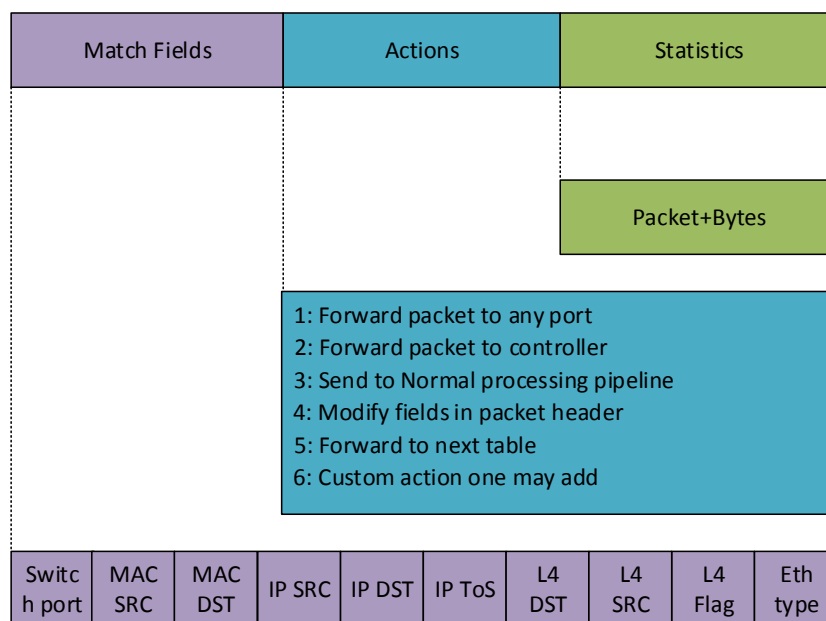 Match Fields
Actions
Statistics
Packet+Bytes
1: Forward packet to any port
2: Forward packet to controller
3: Send to Normal processing pipeline
4: Modify fields in packet header
5: Forward to next table
6: Custom action one may add
Switc
h port
MAC
SRC
MAC
DST
IP SRC
IP DST
IP ToS
L4
DST
L4
SRC
L4
Flag
Eth
type